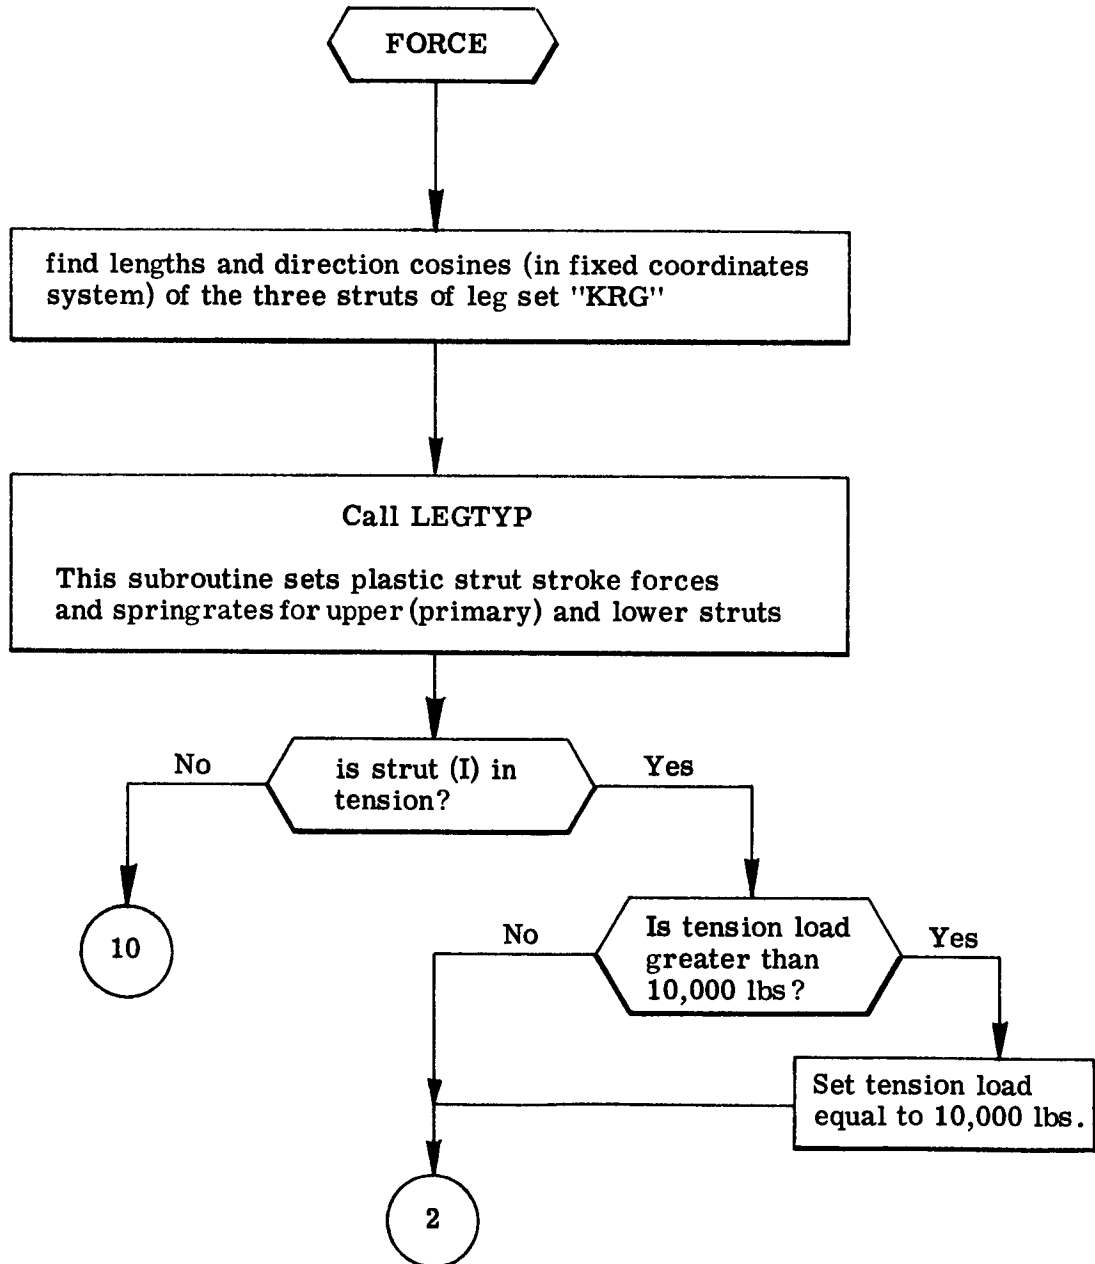 FORCE
find lengths and direction cosines (in fixed coordinates
system) of the three struts of leg set "KRG"
Call LEGTYP
This subroutine sets plastic strut stroke forces
and springrates for upper (primary) and lower struts
No
is strut (I) in
tension?
Yes
10
No
Is tension load
greater than
10,000 lbs?
Yes
Set tension load
equal to 10,000 lbs.
2